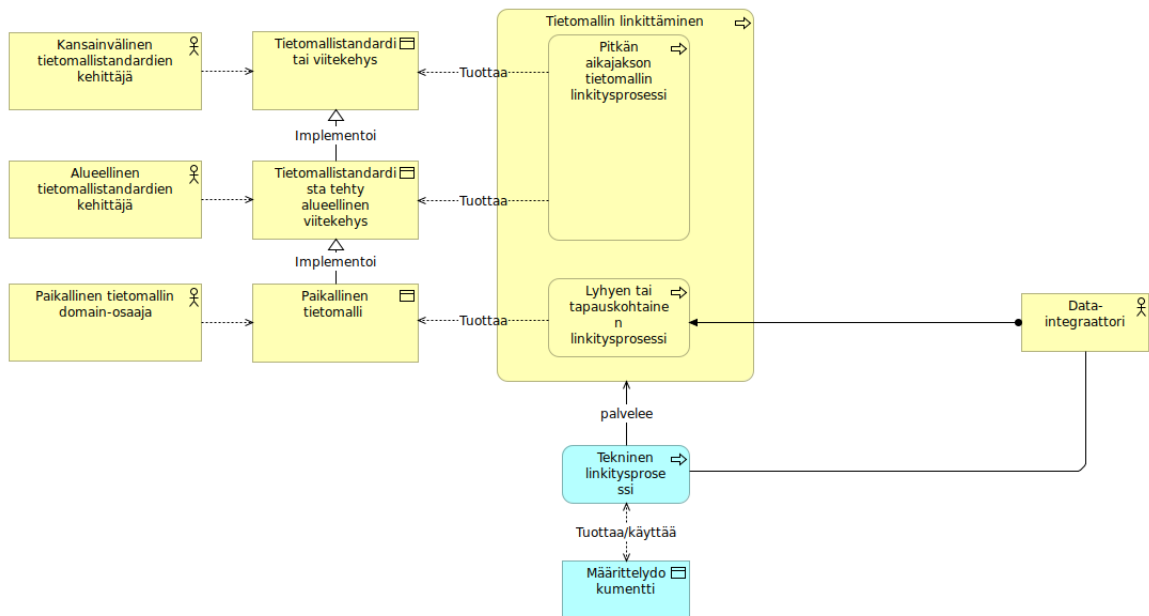 Tietomallin linkittäminen
Kansainvälinen
tietomallistandardien
kehittäjä
Tietomallistandardi
tai viitekehys
Tuottaa
Pitkän
aikajakson
tietomallin
linkitysprosessi
Implementoi
Alueellinen
tietomallistandardien
kehittäjä
Tietomallistandardi
sta tehty
alueellinen
viitekehys
Tuottaa
Implementoi
Paikallinen tietomallin
domain-osaaja
Paikallinen
tietomalli
Tuottaa
Lyhyen tai
tapauskohtaine
n
linkitysprosessi
Data-
integraattori
palvelee
Tekninen
linkitysprose
ssi
Tuottaa/käyttää
Määrittelydo
kumentti